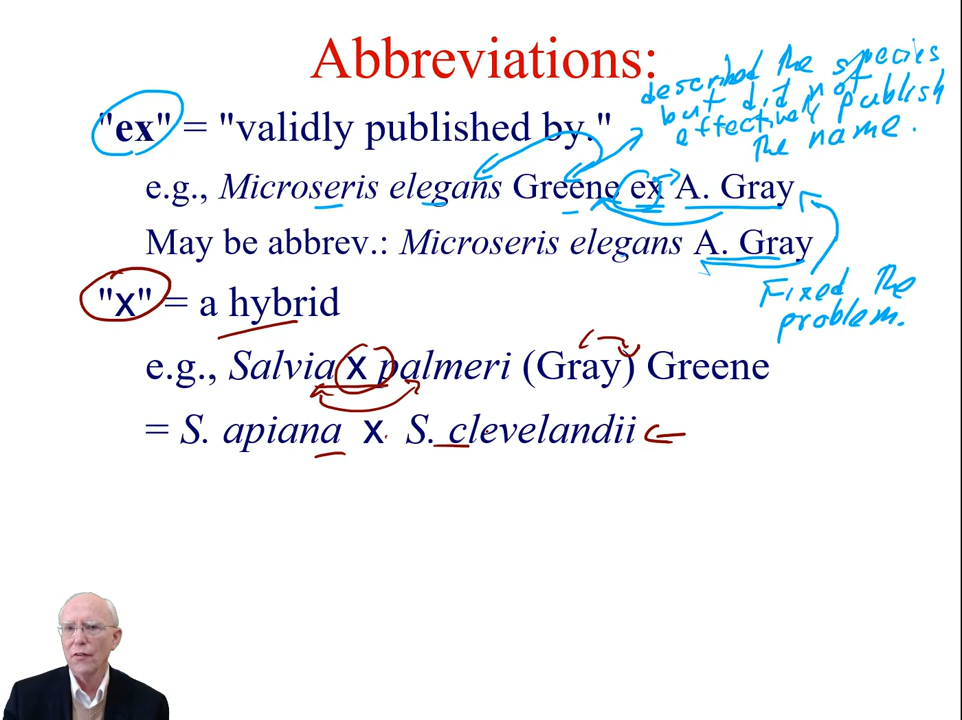 Abbreviations:
described the species
but did not
effectively publish
the name.
"ex" = "validly published by."
e.g., Microseris elegans Greene ex A. Gray
May be abbrev.: Microseris elegans A. Gray
Fixed the
problem.
"x" = a hybrid
e.g., Salvia x palmeri (Gray) Greene
= S. apiana x S. clevelandii